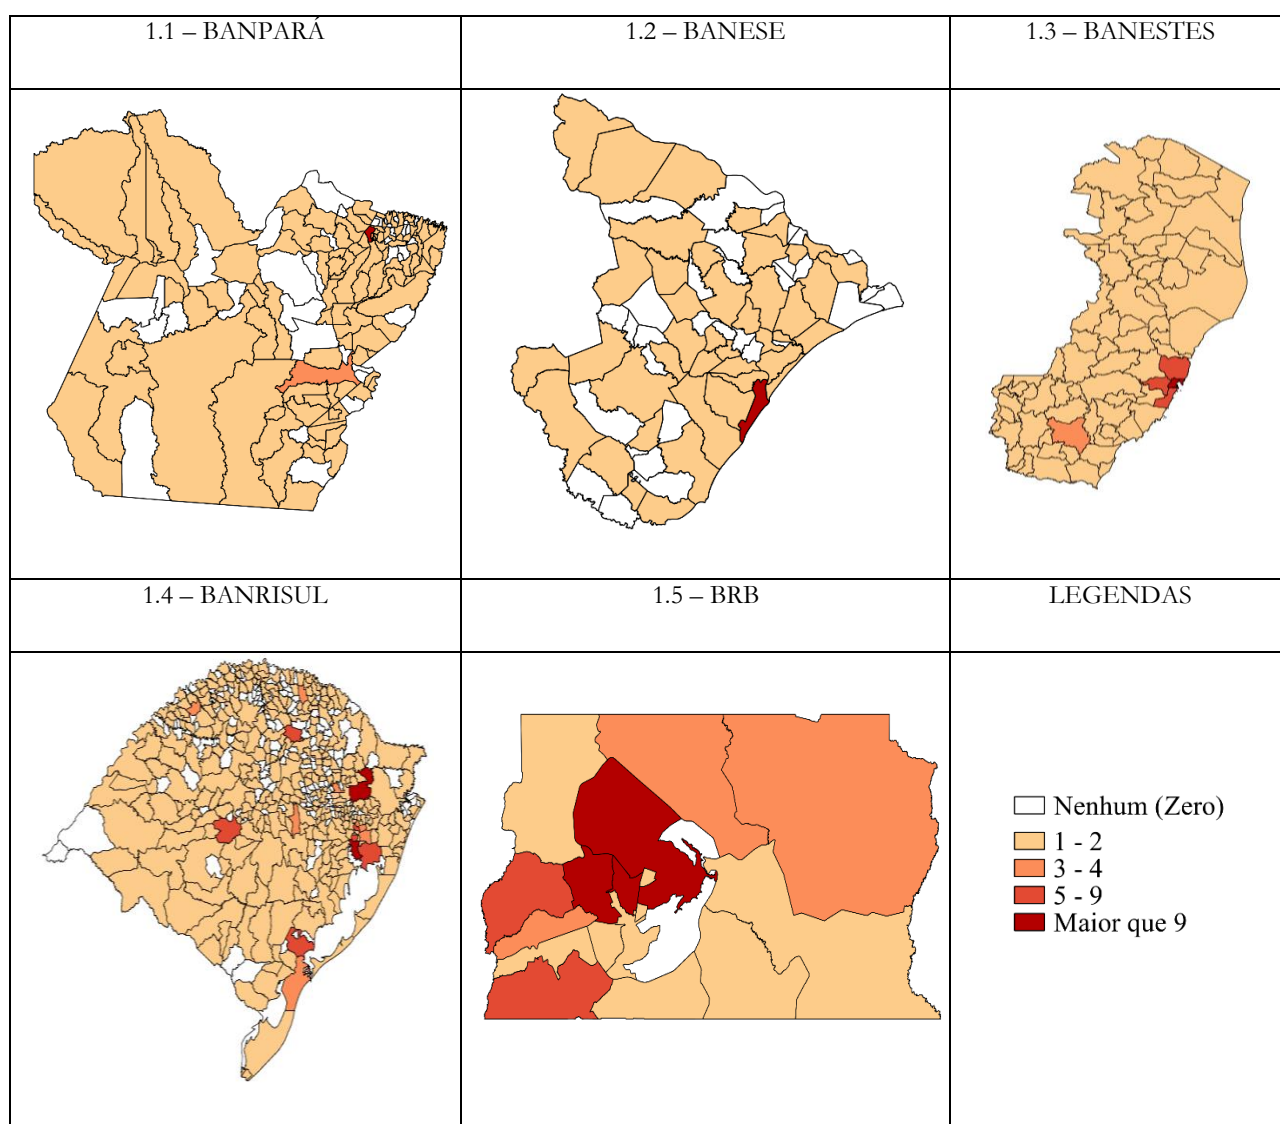 1.1 – BANPARÁ
1.2 – BANESE
1.3 – BANESTES
1.4 – BANRISUL
1.5 – BRB
LEGENDAS
Nenhum (Zero)
1 - 2
3 - 4
5 - 9
Maior que 9